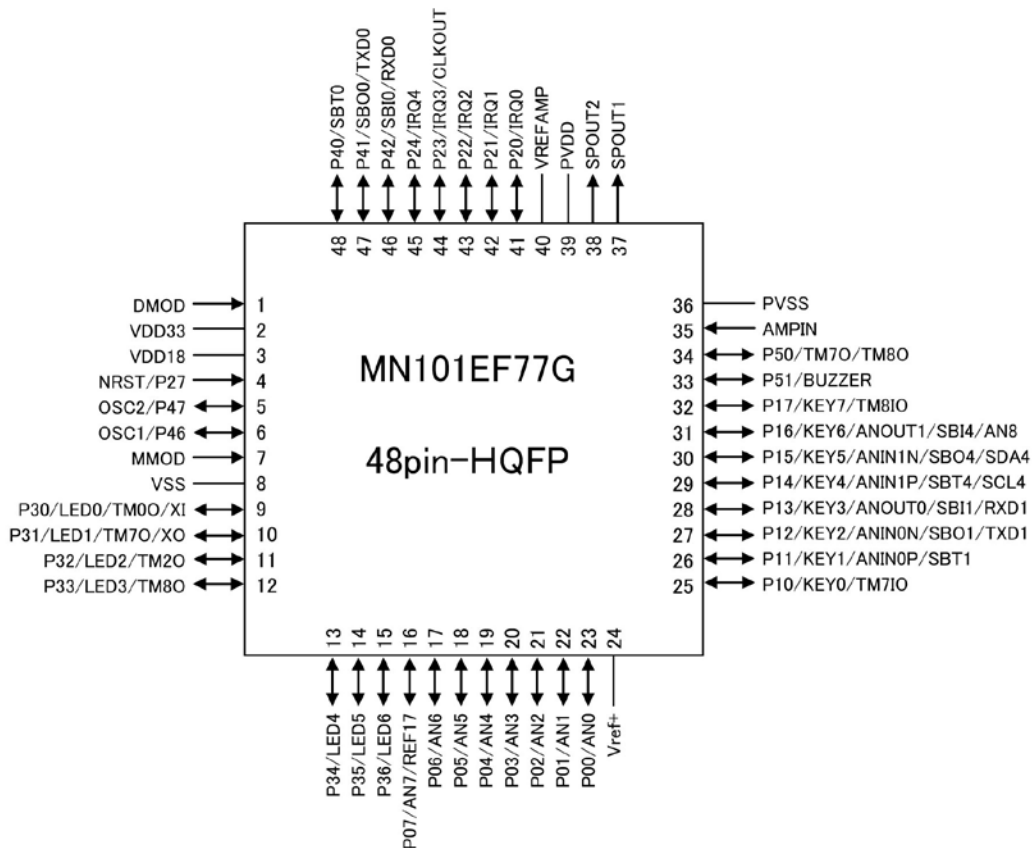 P40/SBT0
P41/SBO0/TXD0
P42/SBI0/RXD0
P24/IRQ4
P23/IRQ3/CLKOUT
P22/IRQ2
P21/IRQ1
P20/IRQ0
VREFAMP
PVDD
SPOUT2
SPOUT1
48 47 46 45 44 43 42 41 40 39 38 37
DMOD 1
VDD33 2
VDD18 3
NRST/P27 4
OSC2/P47 5
OSC1/P46 6
MMOD 7
VSS 8
P30/LED0/TM0O/XI 9
P31/LED1/TM7O/XO 10
P32/LED2/TM2O 11
P33/LED3/TM8O 12
MN101EF77G
48pin-HQFP
36 PVSS
35 AMPIN
34 P50/TM7O/TM8O
33 P51/BUZZER
32 P17/KEY7/TM8IO
31 P16/KEY6/ANOUT1/SBI4/AN8
30 P15/KEY5/ANIN1N/SBO4/SDA4
29 P14/KEY4/ANIN1P/SBT4/SCL4
28 P13/KEY3/ANOUT0/SBI1/RXD1
27 P12/KEY2/ANIN0N/SBO1/TXD1
26 P11/KEY1/ANIN0P/SBT1
25 P10/KEY0/TM7IO
13 14 15 16 17 18 19 20 21 22 23 24
P34/LED4
P35/LED5
P36/LED6
P07/AN7/REF17
P06/AN6
P05/AN5
P04/AN4
P03/AN3
P02/AN2
P01/AN1
P00/AN0
Vref+